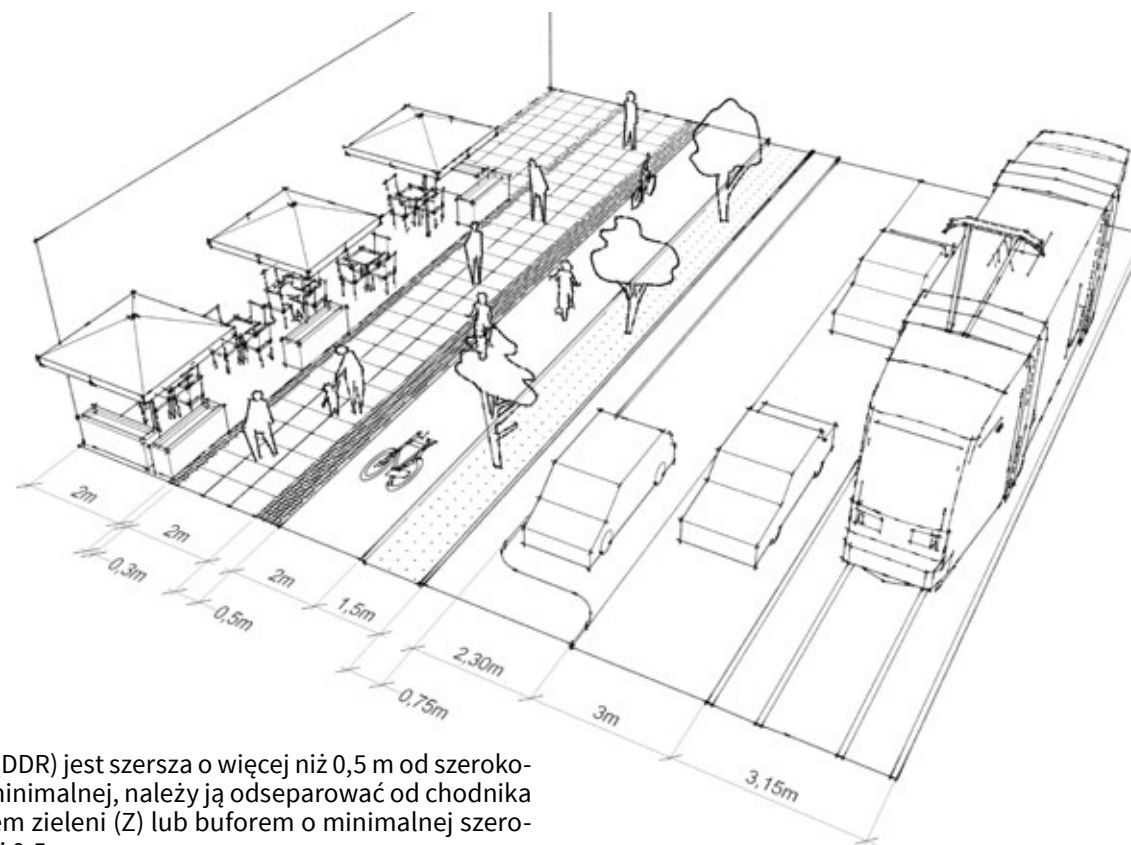 2m
2m
0,3m
2m
0,5m
1,5m
2,30m
0,75m
3m
3,15m
(DDR) jest szersza o więcej niż 0,5 m od szeroko-
minimalnej, należy ją odseparować od chodnika
em zieleni (Z) lub buforem o minimalnej szero-